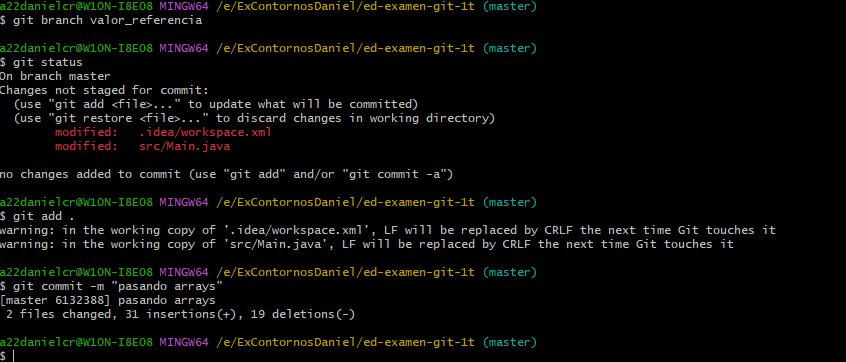 a22danielcr@W10N-I8E08 MINGW64 /e/ExContornosDaniel/ed-examen-git-1t (master)
$ git branch valor_referencia
a22danielcr@W10N-I8E08 MINGW64 /e/ExContornosDaniel/ed-examen-git-1t (master)
$ git status
On branch master
Changes not staged for commit:
  (use "git add <file>..." to update what will be committed)
  (use "git restore <file>..." to discard changes in working directory)
        modified:   .idea/workspace.xml
        modified:   src/Main.java
no changes added to commit (use "git add" and/or "git commit -a")
a22danielcr@W10N-I8E08 MINGW64 /e/ExContornosDaniel/ed-examen-git-1t (master)
$ git add .
warning: in the working copy of '.idea/workspace.xml', LF will be replaced by CRLF the next time Git touches it
warning: in the working copy of 'src/Main.java', LF will be replaced by CRLF the next time Git touches it
a22danielcr@W10N-I8E08 MINGW64 /e/ExContornosDaniel/ed-examen-git-1t (master)
$ git commit -m "pasando arrays"
[master 6132388] pasando arrays
 2 files changed, 31 insertions(+), 19 deletions(-)
a22danielcr@W10N-I8E08 MINGW64 /e/ExContornosDaniel/ed-examen-git-1t (master)
$